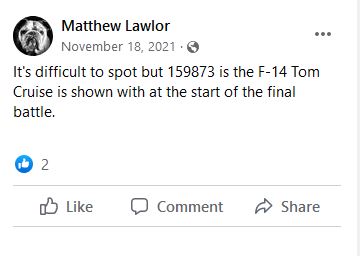 Matthew Lawlor
November 18, 2021 ·
It's difficult to spot but 159873 is the F-14 Tom
Cruise is shown with at the start of the final
battle.
2
Like Comment Share